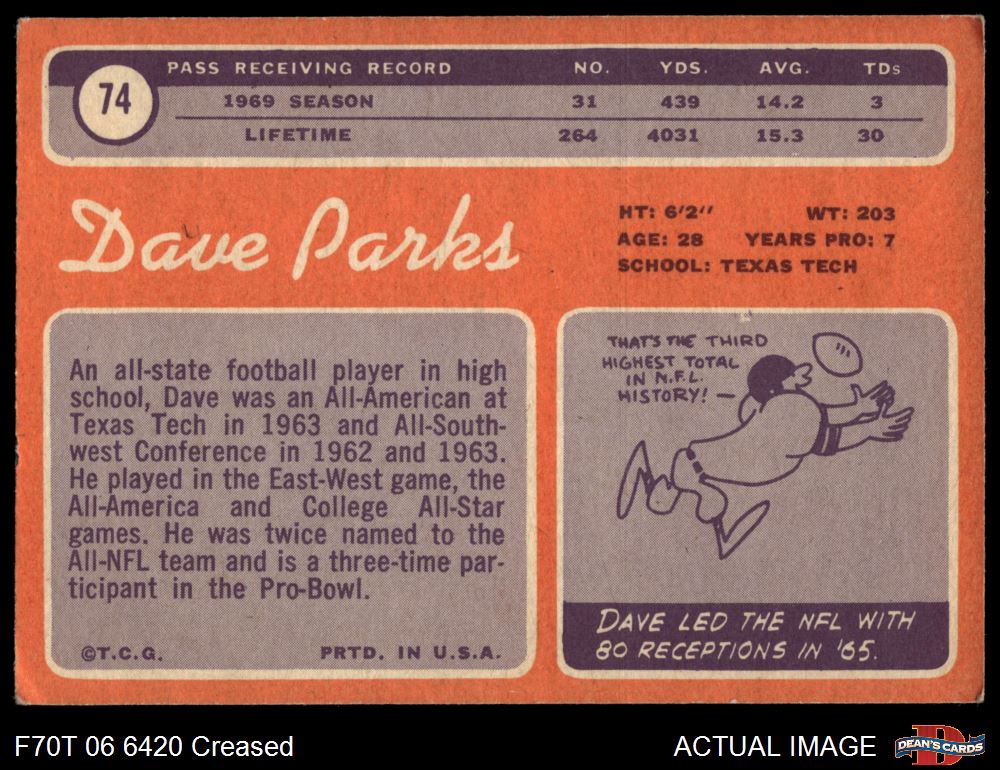 74
PASS RECEIVING RECORD NO. YDS. AVG. TDs
1969 SEASON 31 439 14.2 3
LIFETIME 264 4031 15.3 30
Dave Parks
HT: 6'2" WT: 203
AGE: 28 YEARS PRO: 7
SCHOOL: TEXAS TECH
An all-state football player in high
school, Dave was an All-American at
Texas Tech in 1963 and All-South-
west Conference in 1962 and 1963.
He played in the East-West game, the
All-America and College All-Star
games. He was twice named to the
All-NFL team and is a three-time par-
ticipant in the Pro-Bowl.
©T.C.G. PRTD. IN U.S.A.
THAT'S THE THIRD
HIGHEST TOTAL
IN N.F.L.
HISTORY!
DAVE LED THE NFL WITH
80 RECEPTIONS IN '65.
F70T 06 6420 Creased
ACTUAL IMAGE
D
DEAN'S CARDS